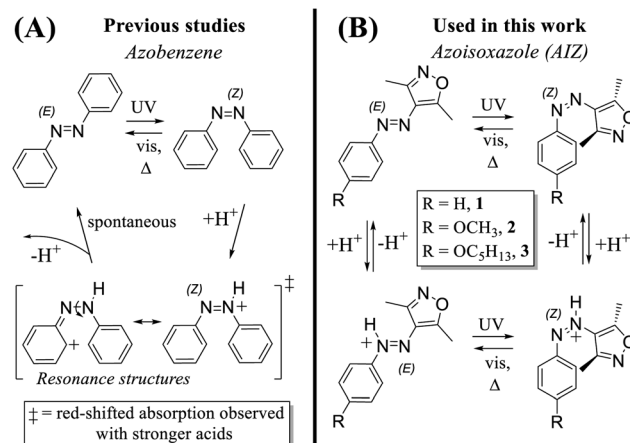 (A) Previous studies
Azobenzene
(E)
N=N
UV
vis,
Δ
(Z)
N=N
spontaneous
-H⁺
+H⁺
N
H
N
+
(Z)
H
N=N
+
‡
Resonance structures
‡ = red-shifted absorption observed
with stronger acids
(B) Used in this work
Azoisoxazole (AIZ)
N
O
(E)
N=N
R
UV
vis,
Δ
(Z)
N=N
O
N
R
R = H, 1
R = OCH₃, 2
R = OC₅H₁₃, 3
+H⁺
-H⁺
-H⁺
+H⁺
N
O
H
N=N
+
(E)
R
UV
vis,
Δ
H
(Z)
N=N
+
O
N
R